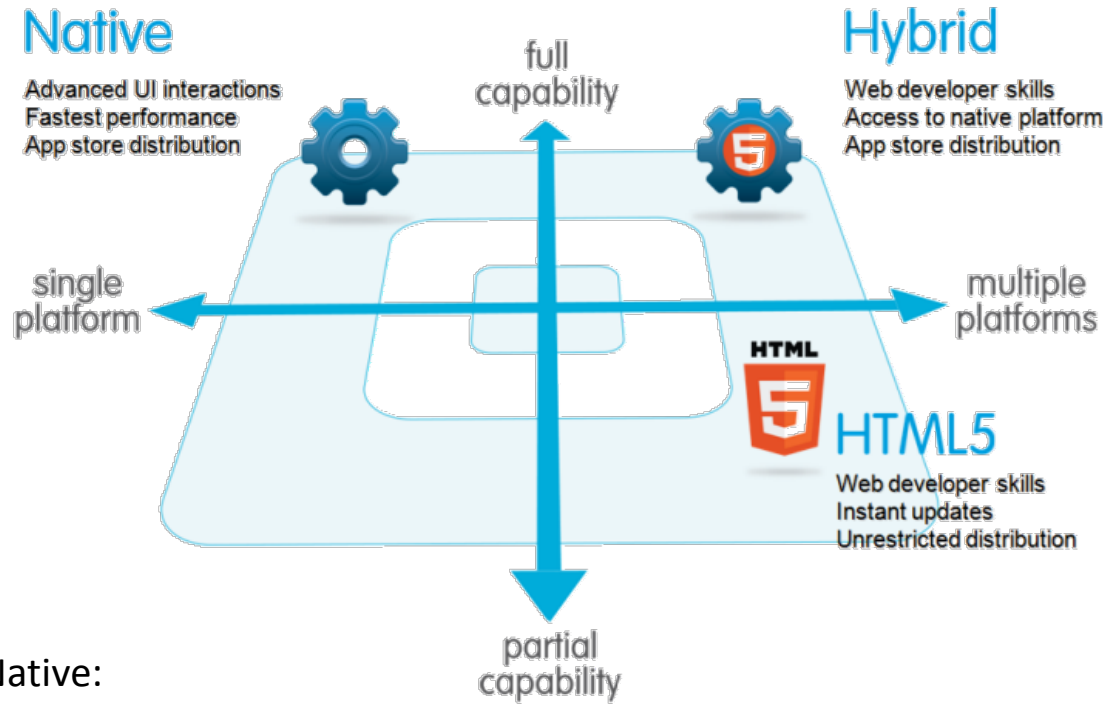 Native
Advanced UI interactions
Fastest performance
App store distribution
full
capability
Hybrid
Web developer skills
Access to native platform
App store distribution
5
single
platform
multiple
platforms
HTML
5
HTML5
Web developer skills
Instant updates
Unrestricted distribution
partial
capability
lative: